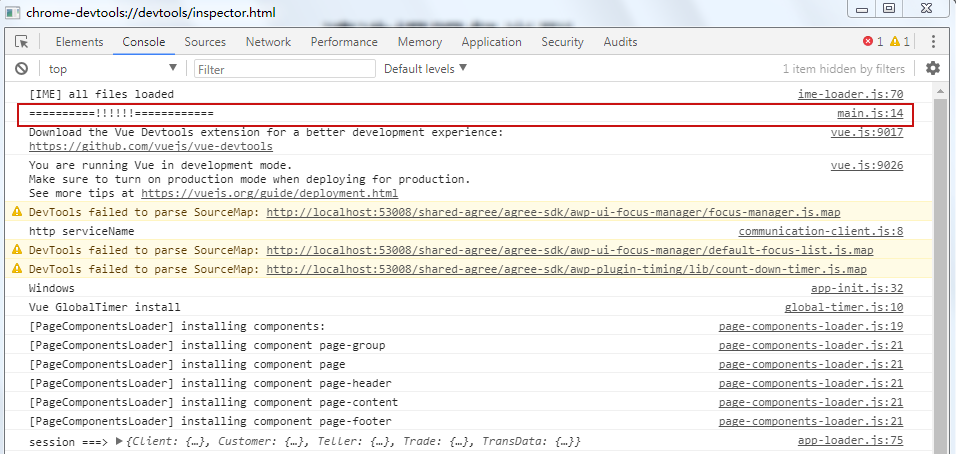 chrome-devtools://devtools/inspector.html
Elements Console Sources Network Performance Memory Application Security Audits 1 1
top Filter Default levels 1 item hidden by filters
[IME] all files loaded ime-loader.js:70
==========!!!!!!============ main.js:14
Download the Vue Devtools extension for a better development experience: vue.js:9017
https://github.com/vuejs/vue-devtools
You are running Vue in development mode. vue.js:9026
Make sure to turn on production mode when deploying for production.
See more tips at https://vuejs.org/guide/deployment.html
DevTools failed to parse SourceMap: http://localhost:53008/shared-agree/agree-sdk/awp-ui-focus-manager/focus-manager.js.map
http serviceName communication-client.js:8
DevTools failed to parse SourceMap: http://localhost:53008/shared-agree/agree-sdk/awp-ui-focus-manager/default-focus-list.js.map
DevTools failed to parse SourceMap: http://localhost:53008/shared-agree/agree-sdk/awp-plugin-timing/lib/count-down-timer.js.map
Windows app-init.js:32
Vue GlobalTimer install global-timer.js:10
[PageComponentsLoader] installing components: page-components-loader.js:19
[PageComponentsLoader] installing component page-group page-components-loader.js:21
[PageComponentsLoader] installing component page page-components-loader.js:21
[PageComponentsLoader] installing component page-header page-components-loader.js:21
[PageComponentsLoader] installing component page-content page-components-loader.js:21
[PageComponentsLoader] installing component page-footer page-components-loader.js:21
session ===> {Client: {…}, Customer: {…}, Teller: {…}, Trade: {…}, TransData: {…}} app-loader.js:75